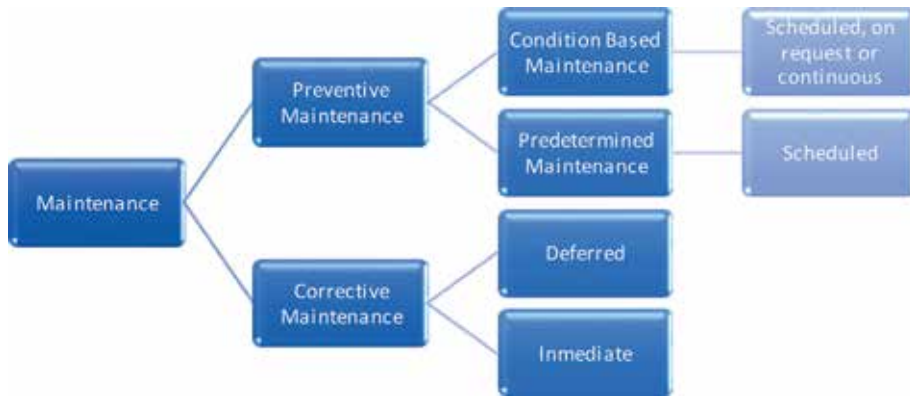 Maintenance
Preventive
Maintenance
Condition Based
Maintenance
Scheduled, on
request or
continuous
Predetermined
Maintenance
Scheduled
Corrective
Maintenance
Deferred
Inmediate